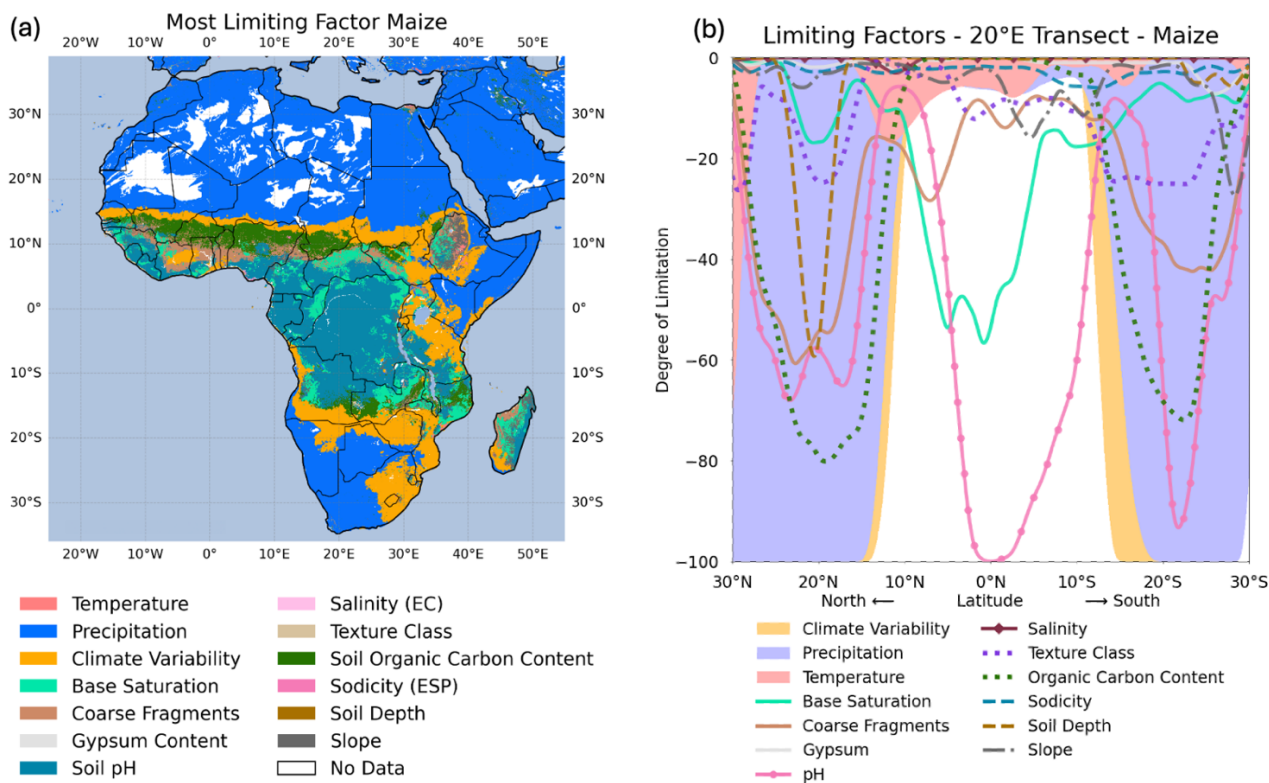 (a)
Most Limiting Factor Maize
20°W 10°W 0° 10°E 20°E 30°E 40°E 50°E
30°N 30°N
20°N 20°N
10°N 10°N
0° 0°
10°S 10°S
20°S 20°S
30°S 30°S
20°W 10°W 0° 10°E 20°E 30°E 40°E 50°E
Temperature
Precipitation
Climate Variability
Base Saturation
Coarse Fragments
Gypsum Content
Soil pH
Salinity (EC)
Texture Class
Soil Organic Carbon Content
Sodicity (ESP)
Soil Depth
Slope
No Data
(b)
Limiting Factors - 20°E Transect - Maize
Degree of Limitation
0
−20
−40
−60
−80
−100
30°N 20°N 10°N 0°N 10°S 20°S 30°S
North ← Latitude → South
Climate Variability
Precipitation
Temperature
Base Saturation
Coarse Fragments
Gypsum
pH
Salinity
Texture Class
Organic Carbon Content
Sodicity
Soil Depth
Slope